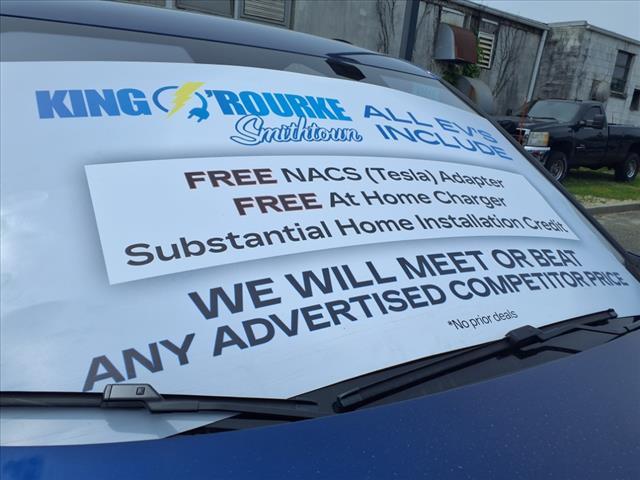 KING O'ROURKE
Smithtown
ALL EV'S
INCLUDE
FREE NACS (Tesla) Adapter
FREE At Home Charger
Substantial Home Installation Credit
WE WILL MEET OR BEAT
ANY ADVERTISED COMPETITOR PRICE
*No prior deals